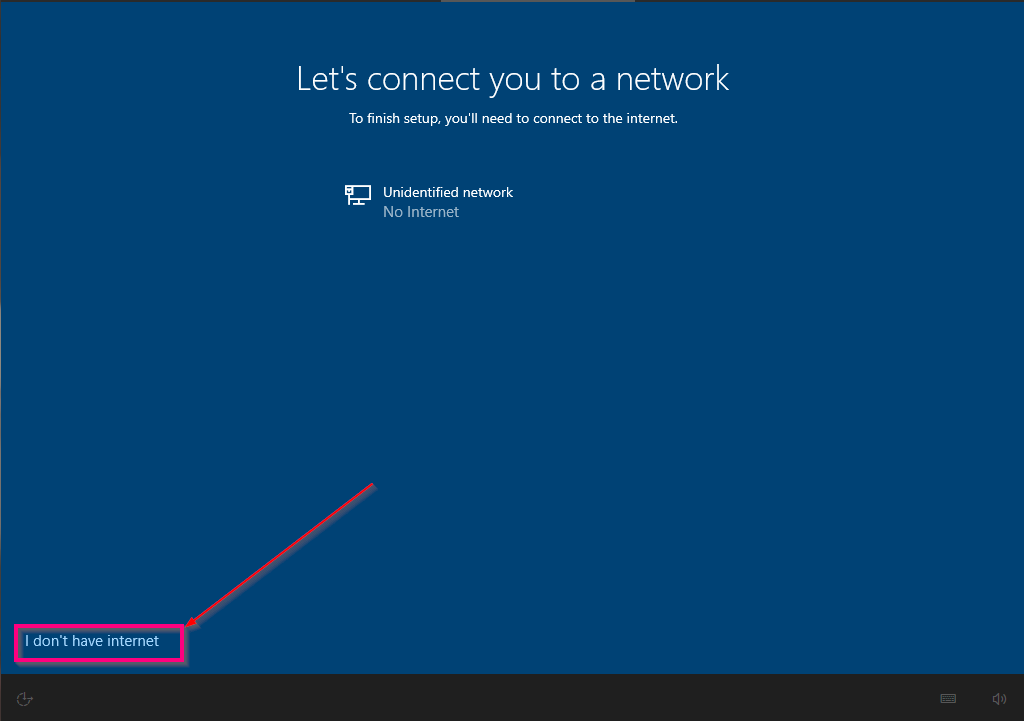 Let's connect you to a network
To finish setup, you'll need to connect to the internet.
Unidentified network
No Internet
I don't have internet